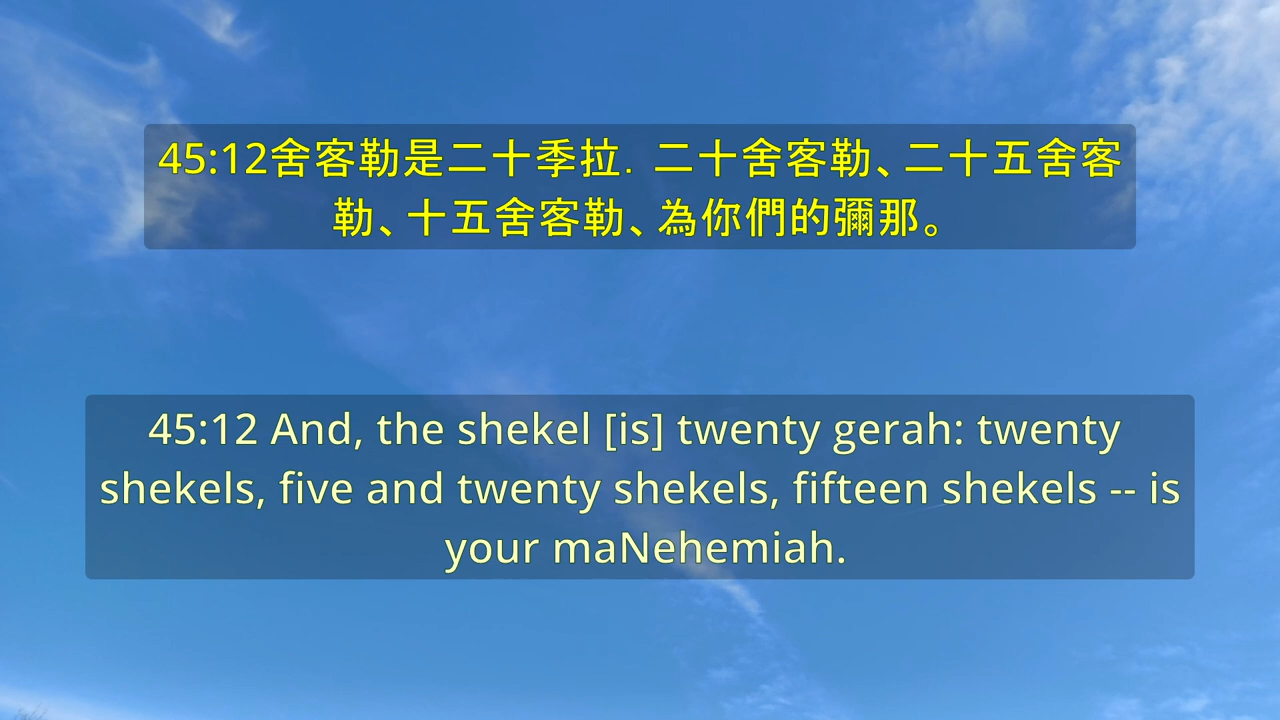 45:12舍客勒是二十季拉．二十舍客勒、二十五舍客
勒、十五舍客勒、為你們的彌那。
45:12 And, the shekel [is] twenty gerah: twenty
shekels, five and twenty shekels, fifteen shekels -- is
your maNehemiah.